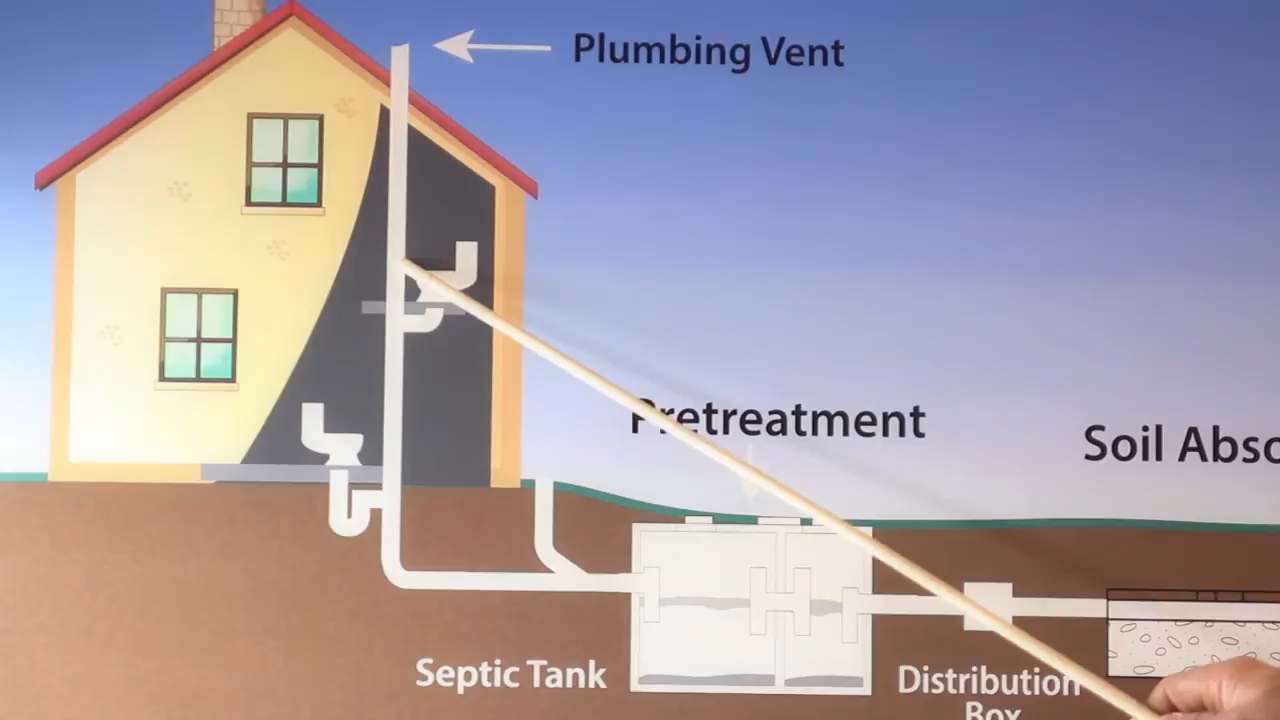 Plumbing Vent
Pretreatment
Soil Abso
Septic Tank
Distribution
Box